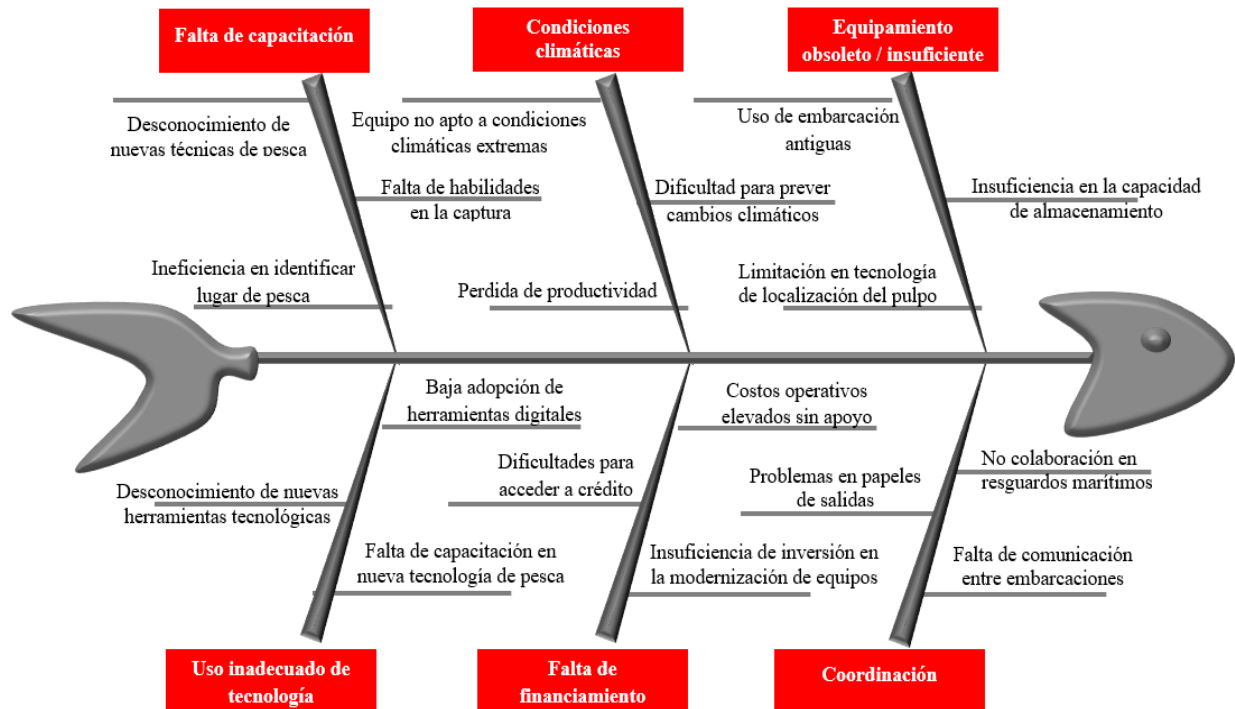 Falta de capacitación
Condiciones
climáticas
Equipamiento
obsoleto / insuficiente
Desconocimiento de
nuevas técnicas de pesca
Equipo no apto a condiciones
climáticas extremas
Uso de embarcación
antiguas
Falta de habilidades
en la captura
Dificultad para prever
cambios climáticos
Insuficiencia en la capacidad
de almacenamiento
Ineficiencia en identificar
lugar de pesca
Perdida de productividad
Limitación en tecnología
de localización del pulpo
Baja adopción de
herramientas digitales
Costos operativos
elevados sin apoyo
Desconocimiento de nuevas
herramientas tecnológicas
Dificultades para
acceder a crédito
Problemas en papeles
de salidas
No colaboración en
resguardos marítimos
Falta de capacitación en
nueva tecnología de pesca
Insuficiencia de inversión en
la modernización de equipos
Falta de comunicación
entre embarcaciones
Uso inadecuado de
tecnología
Falta de
financiamiento
Coordinación